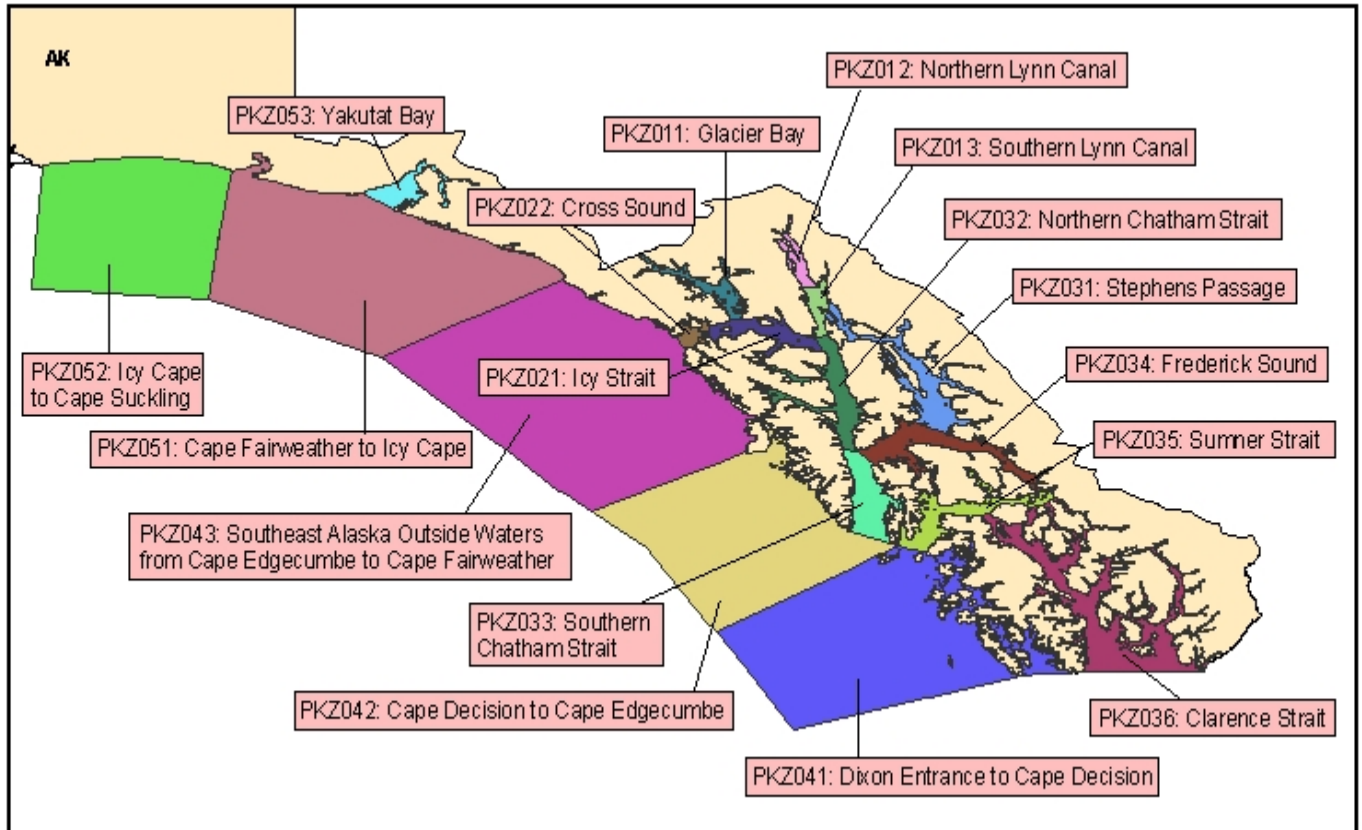 AK
PKZ012: Northern Lynn Canal
PKZ053: Yakutat Bay
PKZ011: Glacier Bay
PKZ013: Southern Lynn Canal
PKZ022: Cross Sound
PKZ032: Northern Chatham Strait
PKZ031: Stephens Passage
PKZ052: Icy Cape
to Cape Suckling
PKZ021: Icy Strait
PKZ034: Frederick Sound
PKZ051: Cape Fairweather to Icy Cape
PKZ035: Sumner Strait
PKZ043: Southeast Alaska Outside Waters
from Cape Edgecumbe to Cape Fairweather
PKZ033: Southern
Chatham Strait
PKZ042: Cape Decision to Cape Edgecumbe
PKZ036: Clarence Strait
PKZ041: Dixon Entrance to Cape Decision